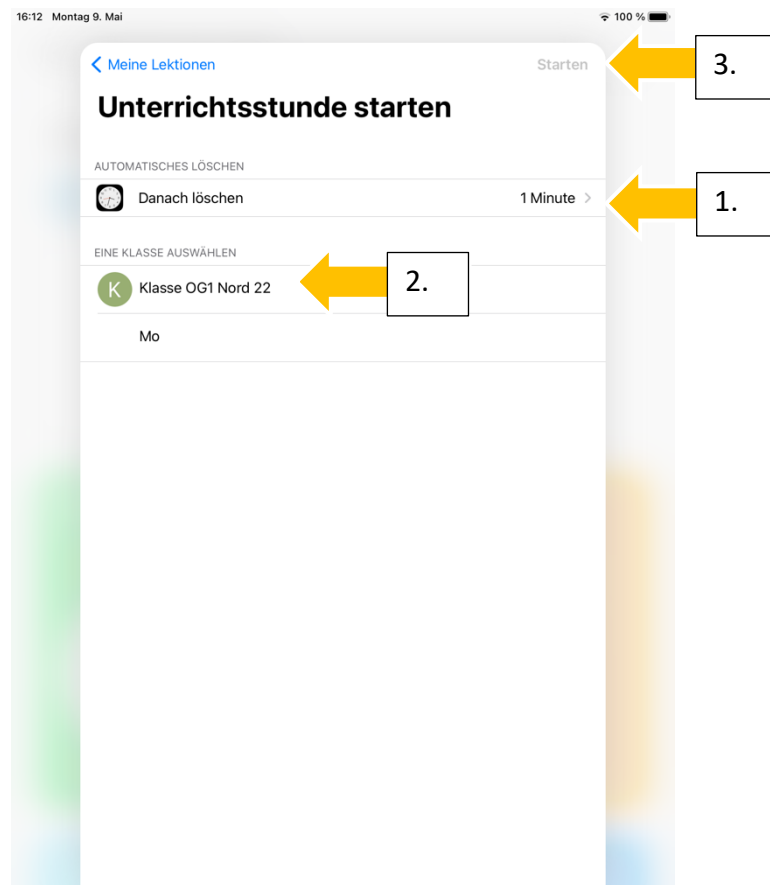 16:12 Montag 9. Mai 100 %
Meine Lektionen Starten 3.
Unterrichtsstunde starten
AUTOMATISCHES LÖSCHEN
Danach löschen 1 Minute 1.
EINE KLASSE AUSWÄHLEN
K Klasse OG1 Nord 22 2.
Mo